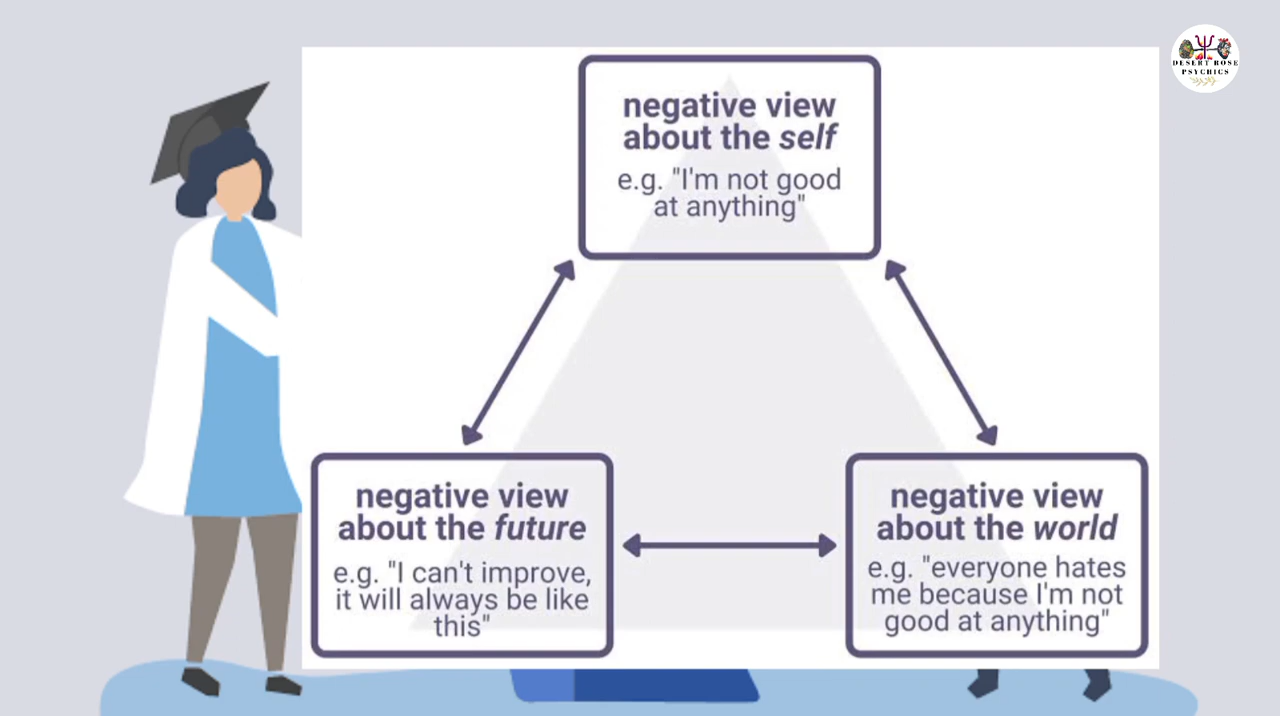 DESERT ROSE
PSYCHICS
negative view
about the self
e.g. "I'm not good
at anything"
negative view
about the future
e.g. "I can't improve,
it will always be like
this"
negative view
about the world
e.g. "everyone hates
me because I'm not
good at anything"